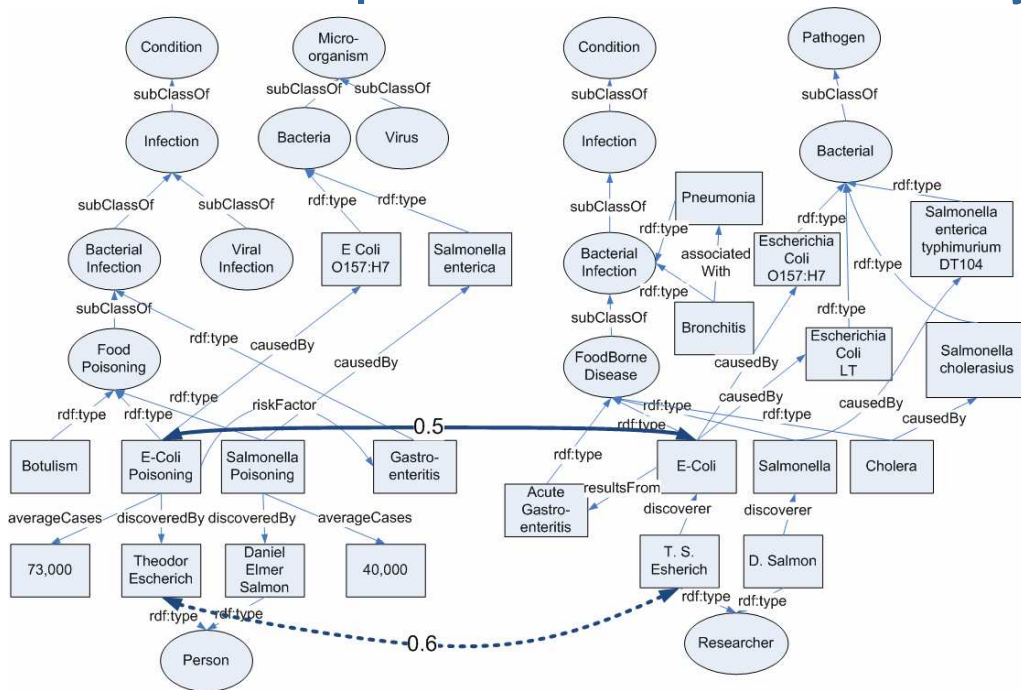 Condition
Micro-
organism
Condition
Pathogen
subClassOf
subClassOf
subClassOf
subClassOf
subClassOf
Infection
Bacteria
Virus
Infection
Bacterial
rdf:type
rdf:type
Pneumonia
rdf:type
rdf:type
subClassOf
subClassOf
subClassOf
rdf:type
Salmonella
enterica
typhimurium
DT104
Bacterial
Infection
Viral
Infection
E Coli
O157:H7
Salmonella
enterica
Bacterial
Infection
associated
With
Escherichia
Coli
O157:H7
rdf:type
rdf:type
rdf:type
subClassOf
subClassOf
Bronchitis
rdf:type
causedBy
Food
Poisoning
causedBy
FoodBorne
Disease
causedBy
Escherichia
Coli
LT
Salmonella
cholerasius
rdf:type
riskFactor
causedBy
rdf:type
causedBy
causedBy
rdf:type
rdf:type
rdf:type
rdf:type
0.5
Botulism
E-Coli
Poisoning
Salmonella
Poisoning
Gastro-
enteritis
rdf:type
E-Coli
Salmonella
Cholera
resultsFrom
Acute
Gastro-
enteritis
averageCases
discoveredBy
discoveredBy
averageCases
discoverer
discoverer
73,000
Theodor
Escherich
Daniel
Elmer
Salmon
40,000
T. S.
Esherich
D. Salmon
rdf:type
rdf:type
rdf:type
rdf:type
0.6
Person
Researcher